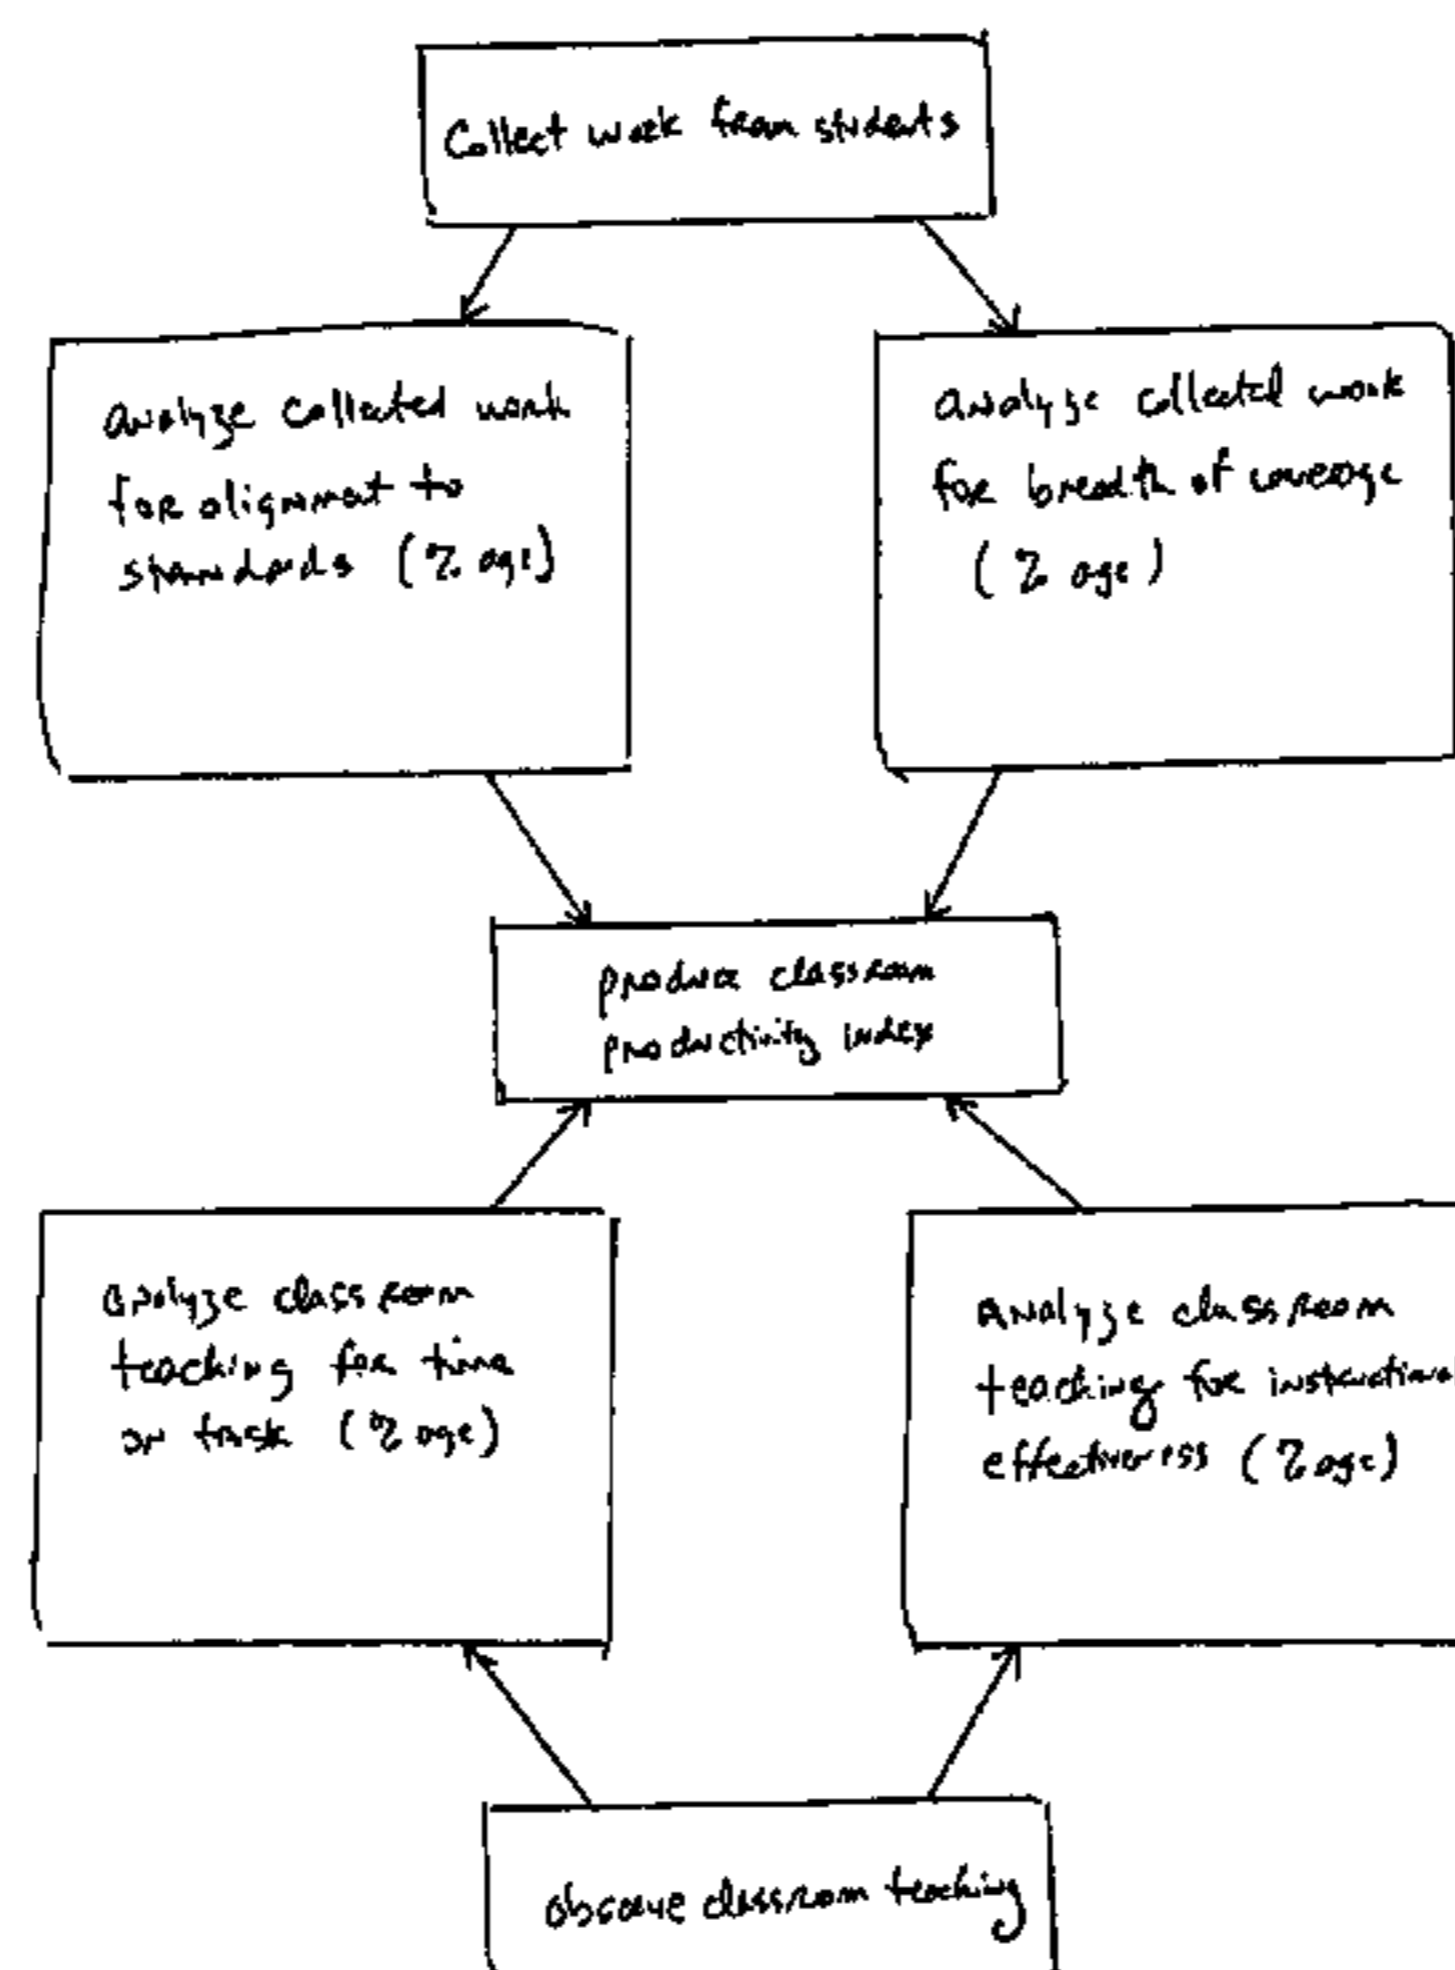 Collect work from students
analyze collected work
for alignment to
standards (% age)
analyze collected work
for breadth of coverage
(% age)
produce classroom
productivity index
analyze classroom
teaching for time
on task (% age)
analyze classroom
teaching for instructional
effectiveness (% age)
observe classroom teaching